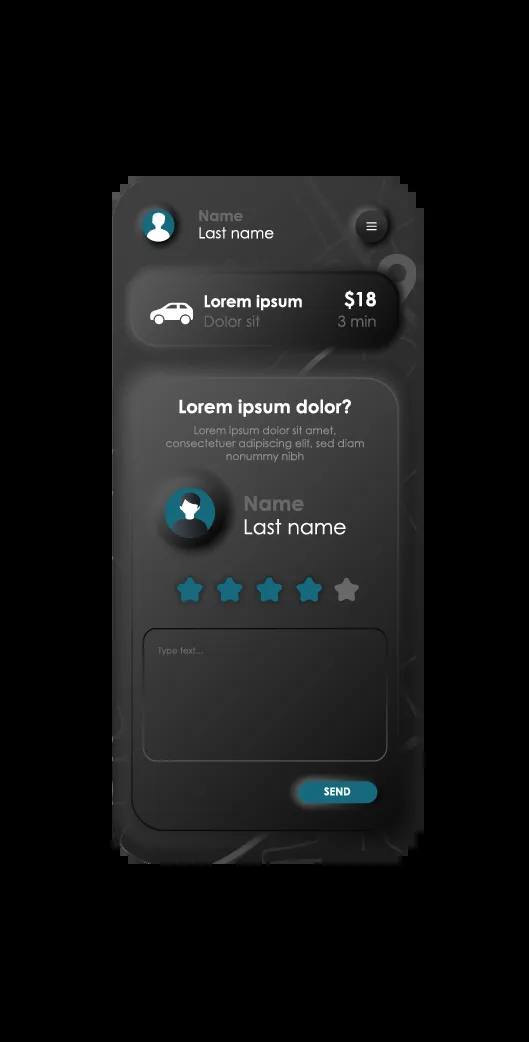 Name
Last name
Lorem ipsum $18
Dolor sit 3 min
Lorem ipsum dolor?
Lorem ipsum dolor sit amet,
consectetuer adipiscing elit, sed diam
nonummy nibh
Name
Last name
Type text...
SEND